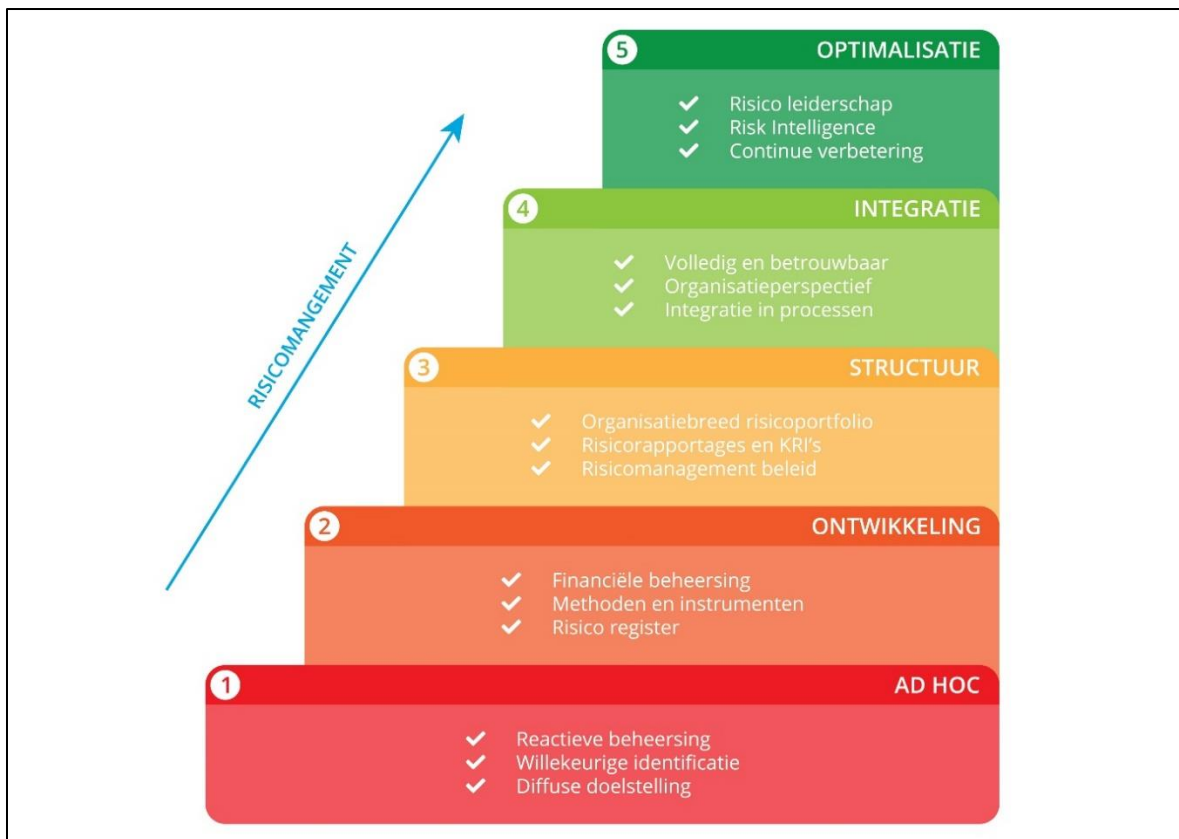 5 OPTIMALISATIE
Risico leiderschap
Risk Intelligence
Continue verbetering
4 INTEGRATIE
Volledig en betrouwbaar
Organisatieperspectief
Integratie in processen
RISICOMANGEMENT
3 STRUCTUUR
Organisatiebreed risicoportfolio
Risicorapportages en KRI's
Risicomanagement beleid
2 ONTWIKKELING
Financiële beheersing
Methoden en instrumenten
Risico register
1 AD HOC
Reactieve beheersing
Willekeurige identificatie
Diffuse doelstelling